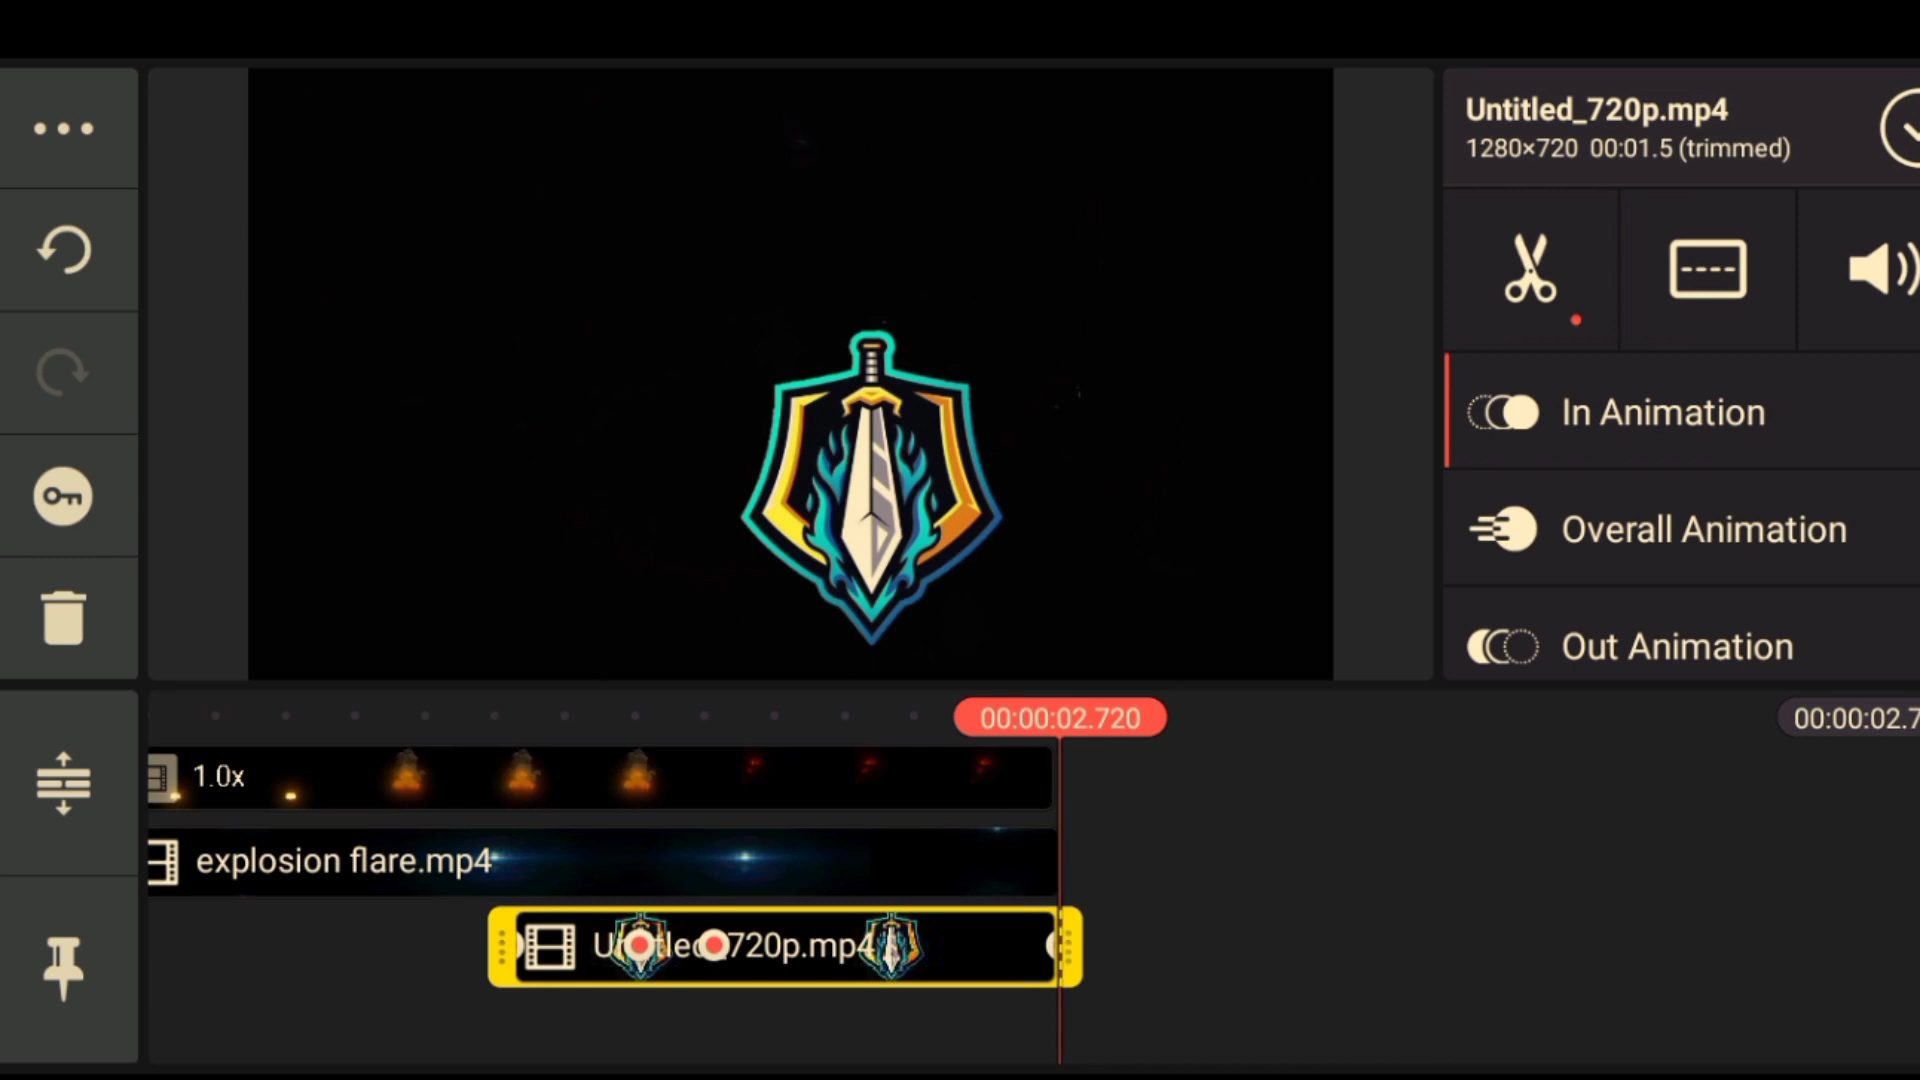 Untitled_720p.mp4
1280×720 00:01.5 (trimmed)
In Animation
Overall Animation
Out Animation
00:00:02.720
00:00:02.7
1.0x
explosion flare.mp4
720p.mp4